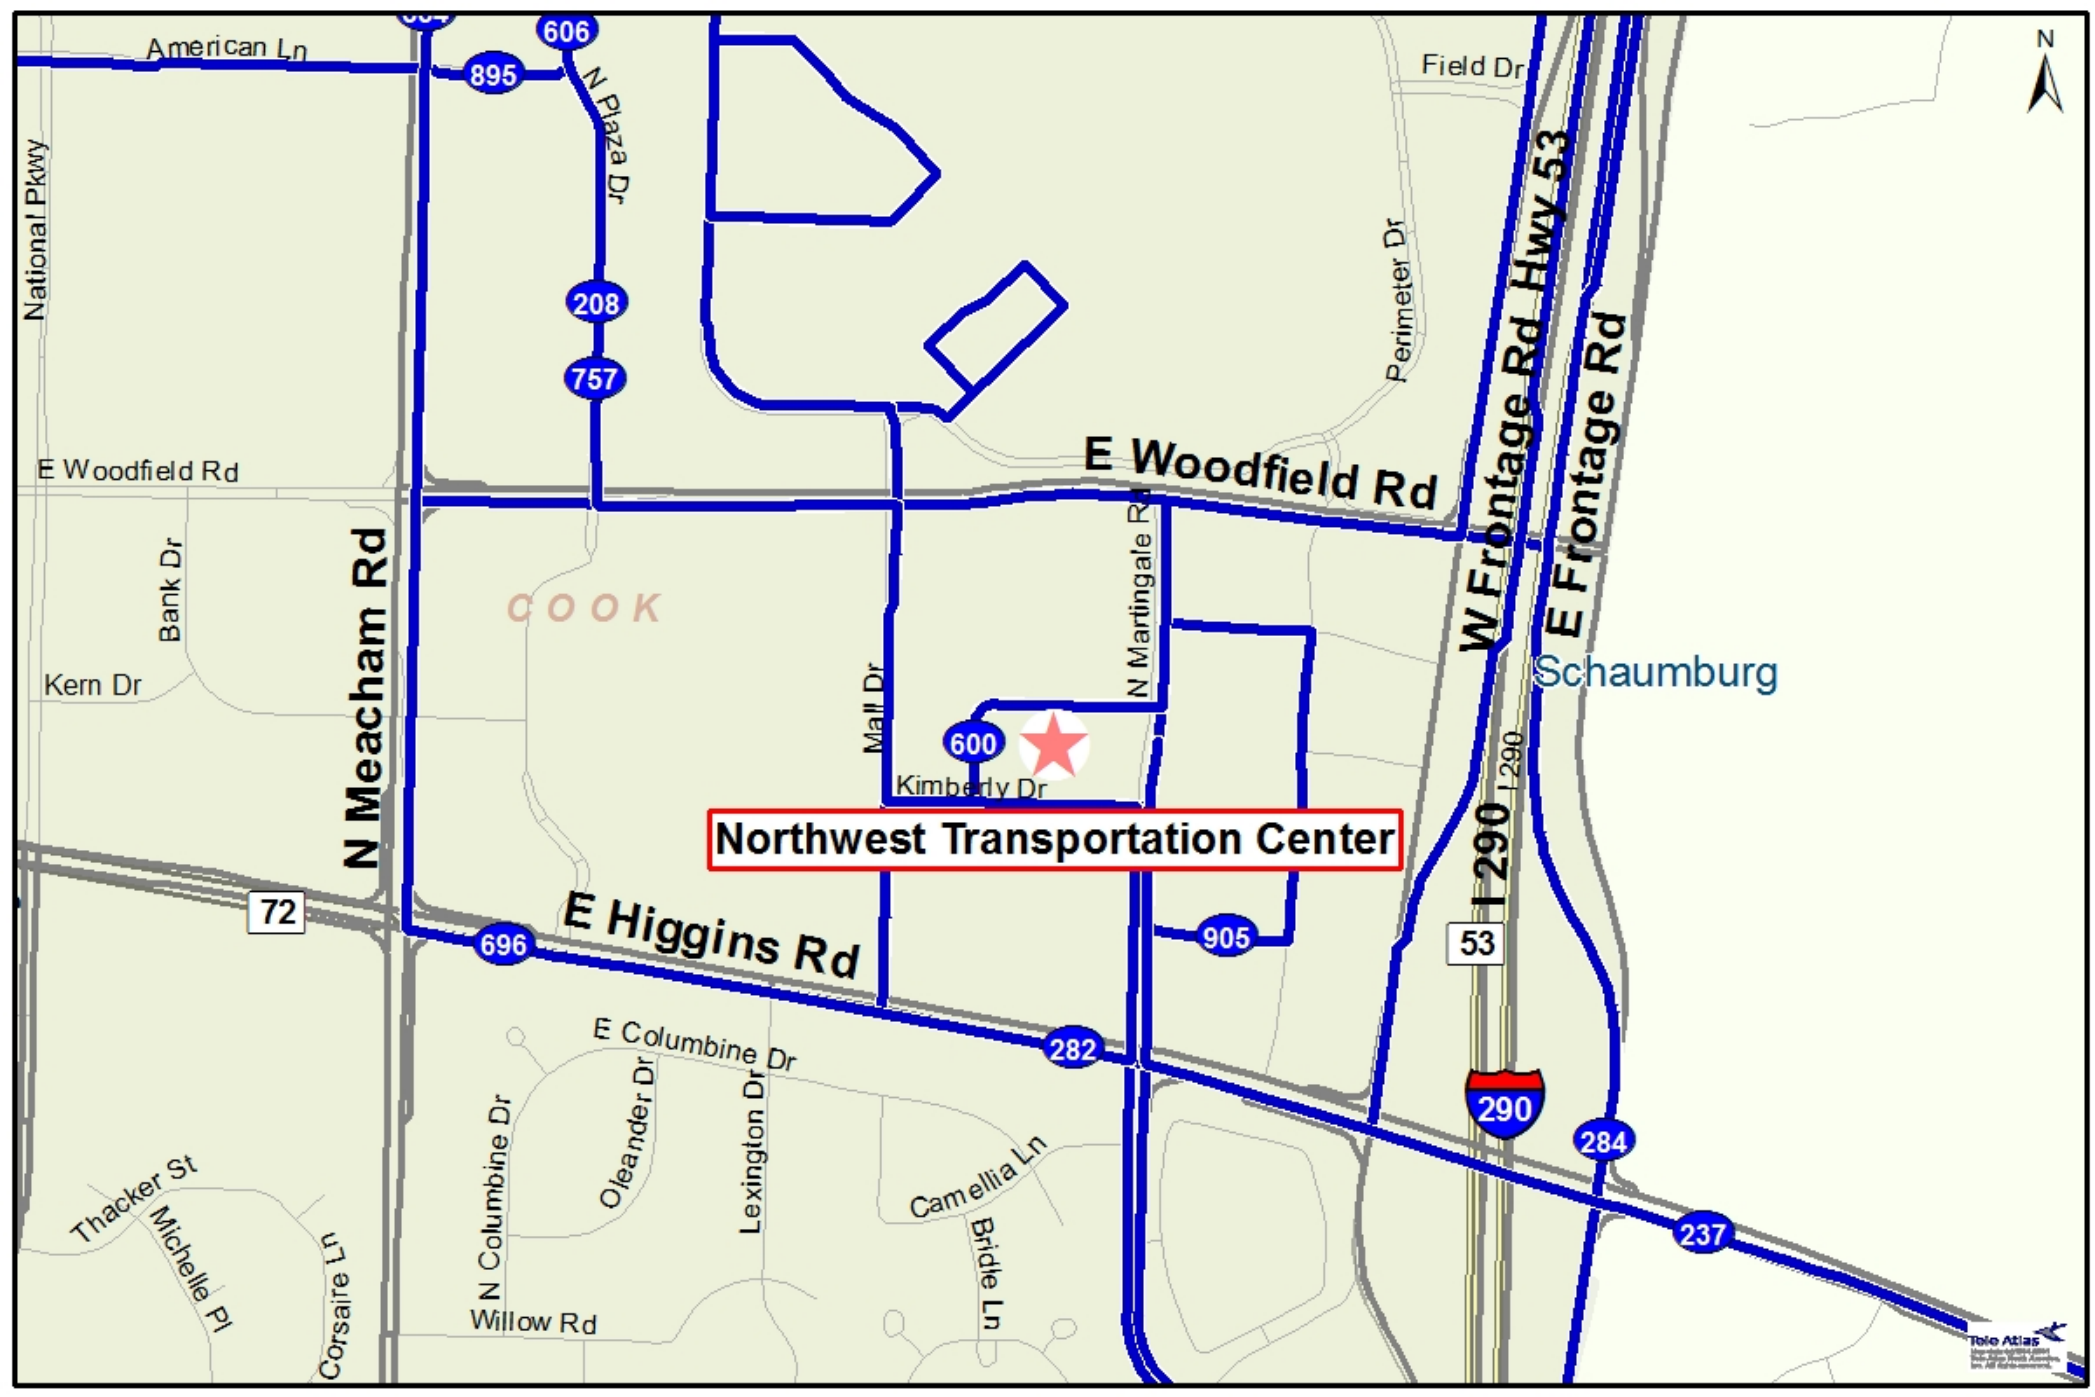 606
American Ln
895
N Plaza Dr
Field Dr
N
National Pkwy
W Frontage Rd Hwy 53
208
Perimeter Dr
757
E Frontage Rd
E Woodfield Rd
E Woodfield Rd
N Martingale Rd
Bank Dr
COOK
N Meacham Rd
Kern Dr
Mall Dr
Schaumburg
600
I 290
Kimberly Dr
Northwest Transportation Center
I 290
72
E Higgins Rd
696
905
53
282
E Columbine Dr
Oleander Dr
Lexington Dr
N Columbine Dr
290
284
Camellia Ln
Thacker St
Michelle Pl
Corsaire Ln
Bridle Ln
237
Willow Rd
Tele Atlas